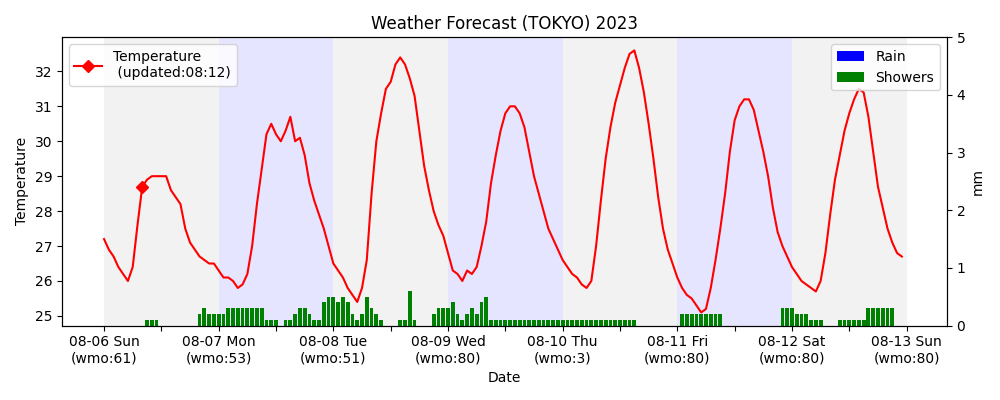 Weather Forecast (TOKYO) 2023
Temperature
(updated:08:12)
Rain
Showers
Temperature
32
31
30
29
28
27
26
25
5
4
3
2
1
0
mm
08-06 Sun
(wmo:61)
08-07 Mon
(wmo:53)
08-08 Tue
(wmo:51)
08-09 Wed
(wmo:80)
08-10 Thu
(wmo:3)
08-11 Fri
(wmo:80)
08-12 Sat
(wmo:80)
08-13 Sun
(wmo:80)
Date